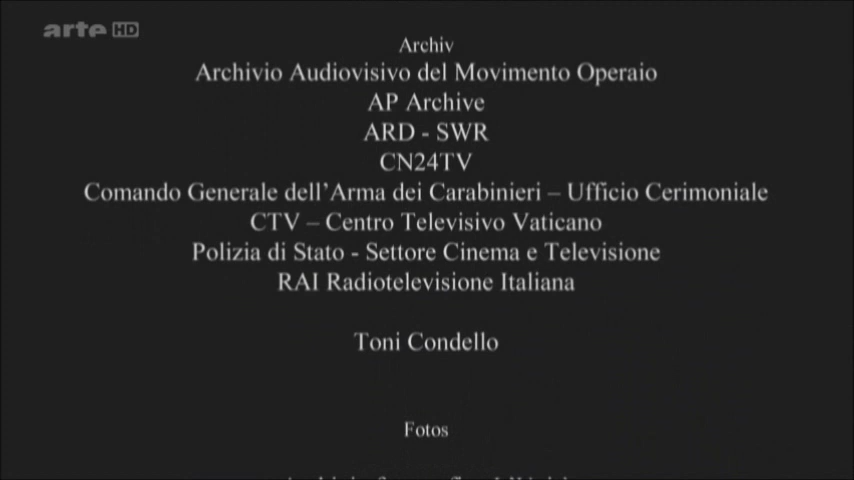 arte HD
Archiv
Archivio Audiovisivo del Movimento Operaio
AP Archive
ARD - SWR
CN24TV
Comando Generale dell'Arma dei Carabinieri – Ufficio Cerimoniale
CTV – Centro Televisivo Vaticano
Polizia di Stato - Settore Cinema e Televisione
RAI Radiotelevisione Italiana
Toni Condello
Fotos